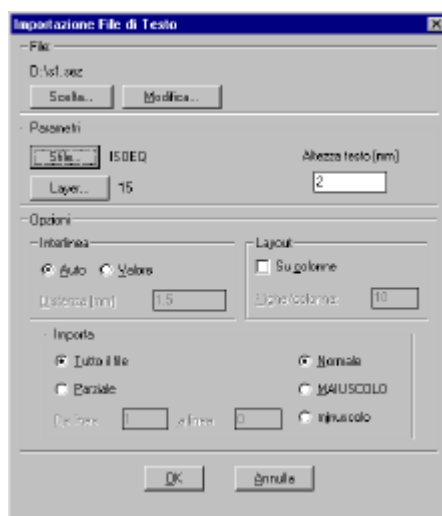 Importazione File di Testo
File:
D:\s1.sez
Scelta... Modifica...
Parametri
Stile... ISOEQ Altezza testo [mm]
Layer... 15 2
Opzioni
Interlinea Layout
Auto Valore Su colonne
Distanza [mm] 1.5 Righe/colonna: 10
Importa
Tutto il file Normale
Parziale MAIUSCOLO
Da linea: 1 a linea: 0 minuscolo
OK Annulla